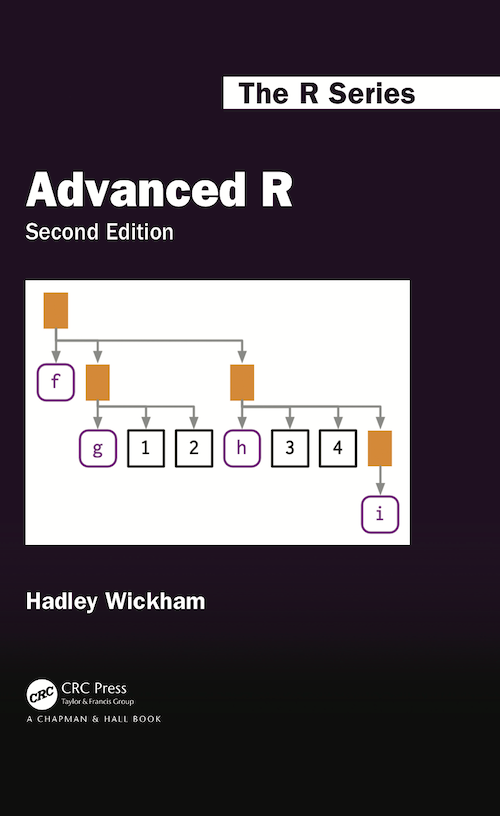 The R Series
Advanced R
Second Edition
f
g 1 2 h 3 4
i
Hadley Wickham
CRC CRC Press
Taylor & Francis Group
A CHAPMAN & HALL BOOK